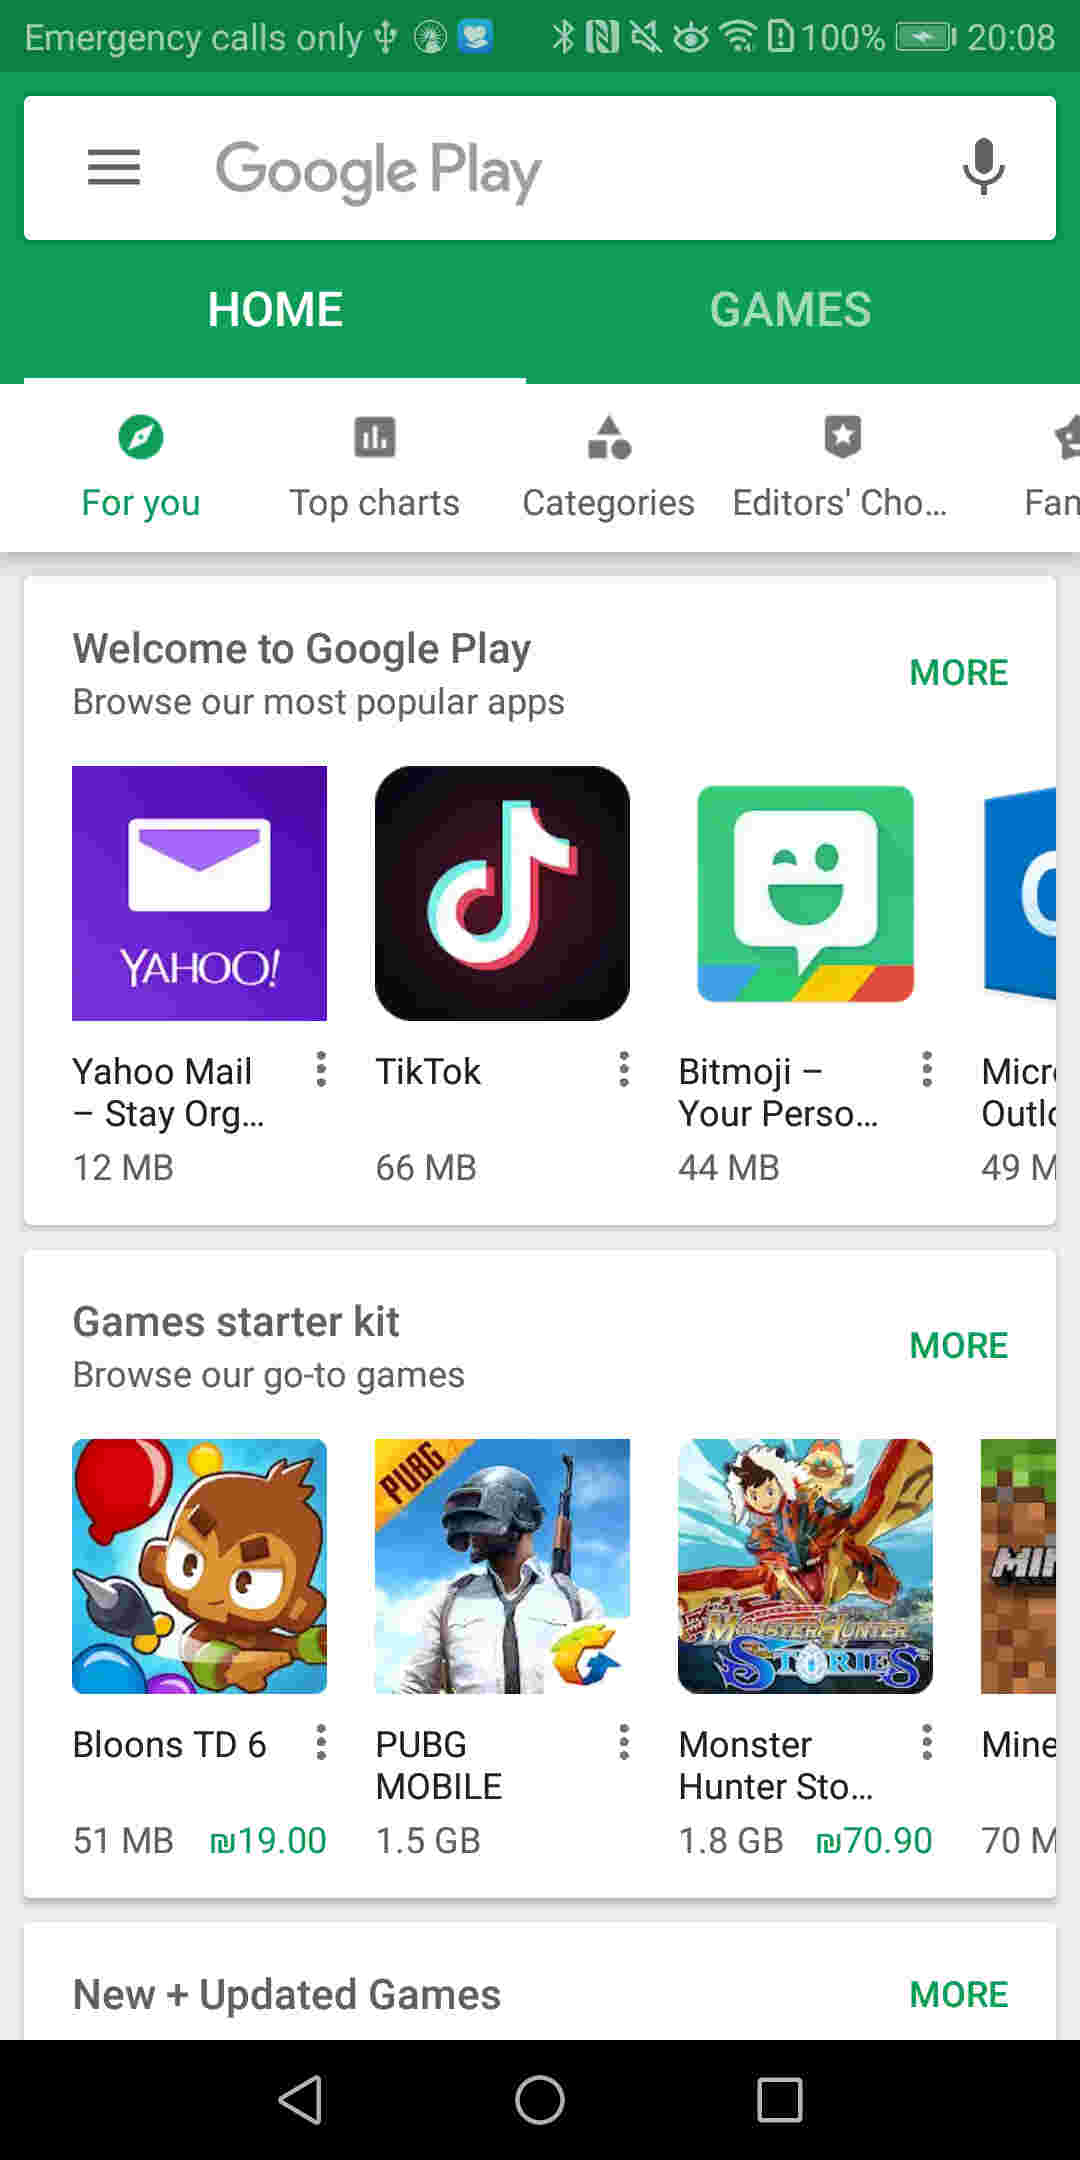 Emergency calls only 100% 20:08
Google Play
HOME GAMES
For you Top charts Categories Editors' Cho... Fan
Welcome to Google Play
MORE
Browse our most popular apps
YAHOO!
Yahoo Mail – Stay Org...
12 MB
TikTok
66 MB
Bitmoji – Your Perso...
44 MB
Micr
Outlo
49 M
Games starter kit
MORE
Browse our go-to games
PUBG
MONSTER HUNTER
STORIES
MIN
Bloons TD 6
51 MB ₪19.00
PUBG
MOBILE
1.5 GB
Monster
Hunter Sto...
1.8 GB ₪70.90
Mine
70 M
New + Updated Games
MORE